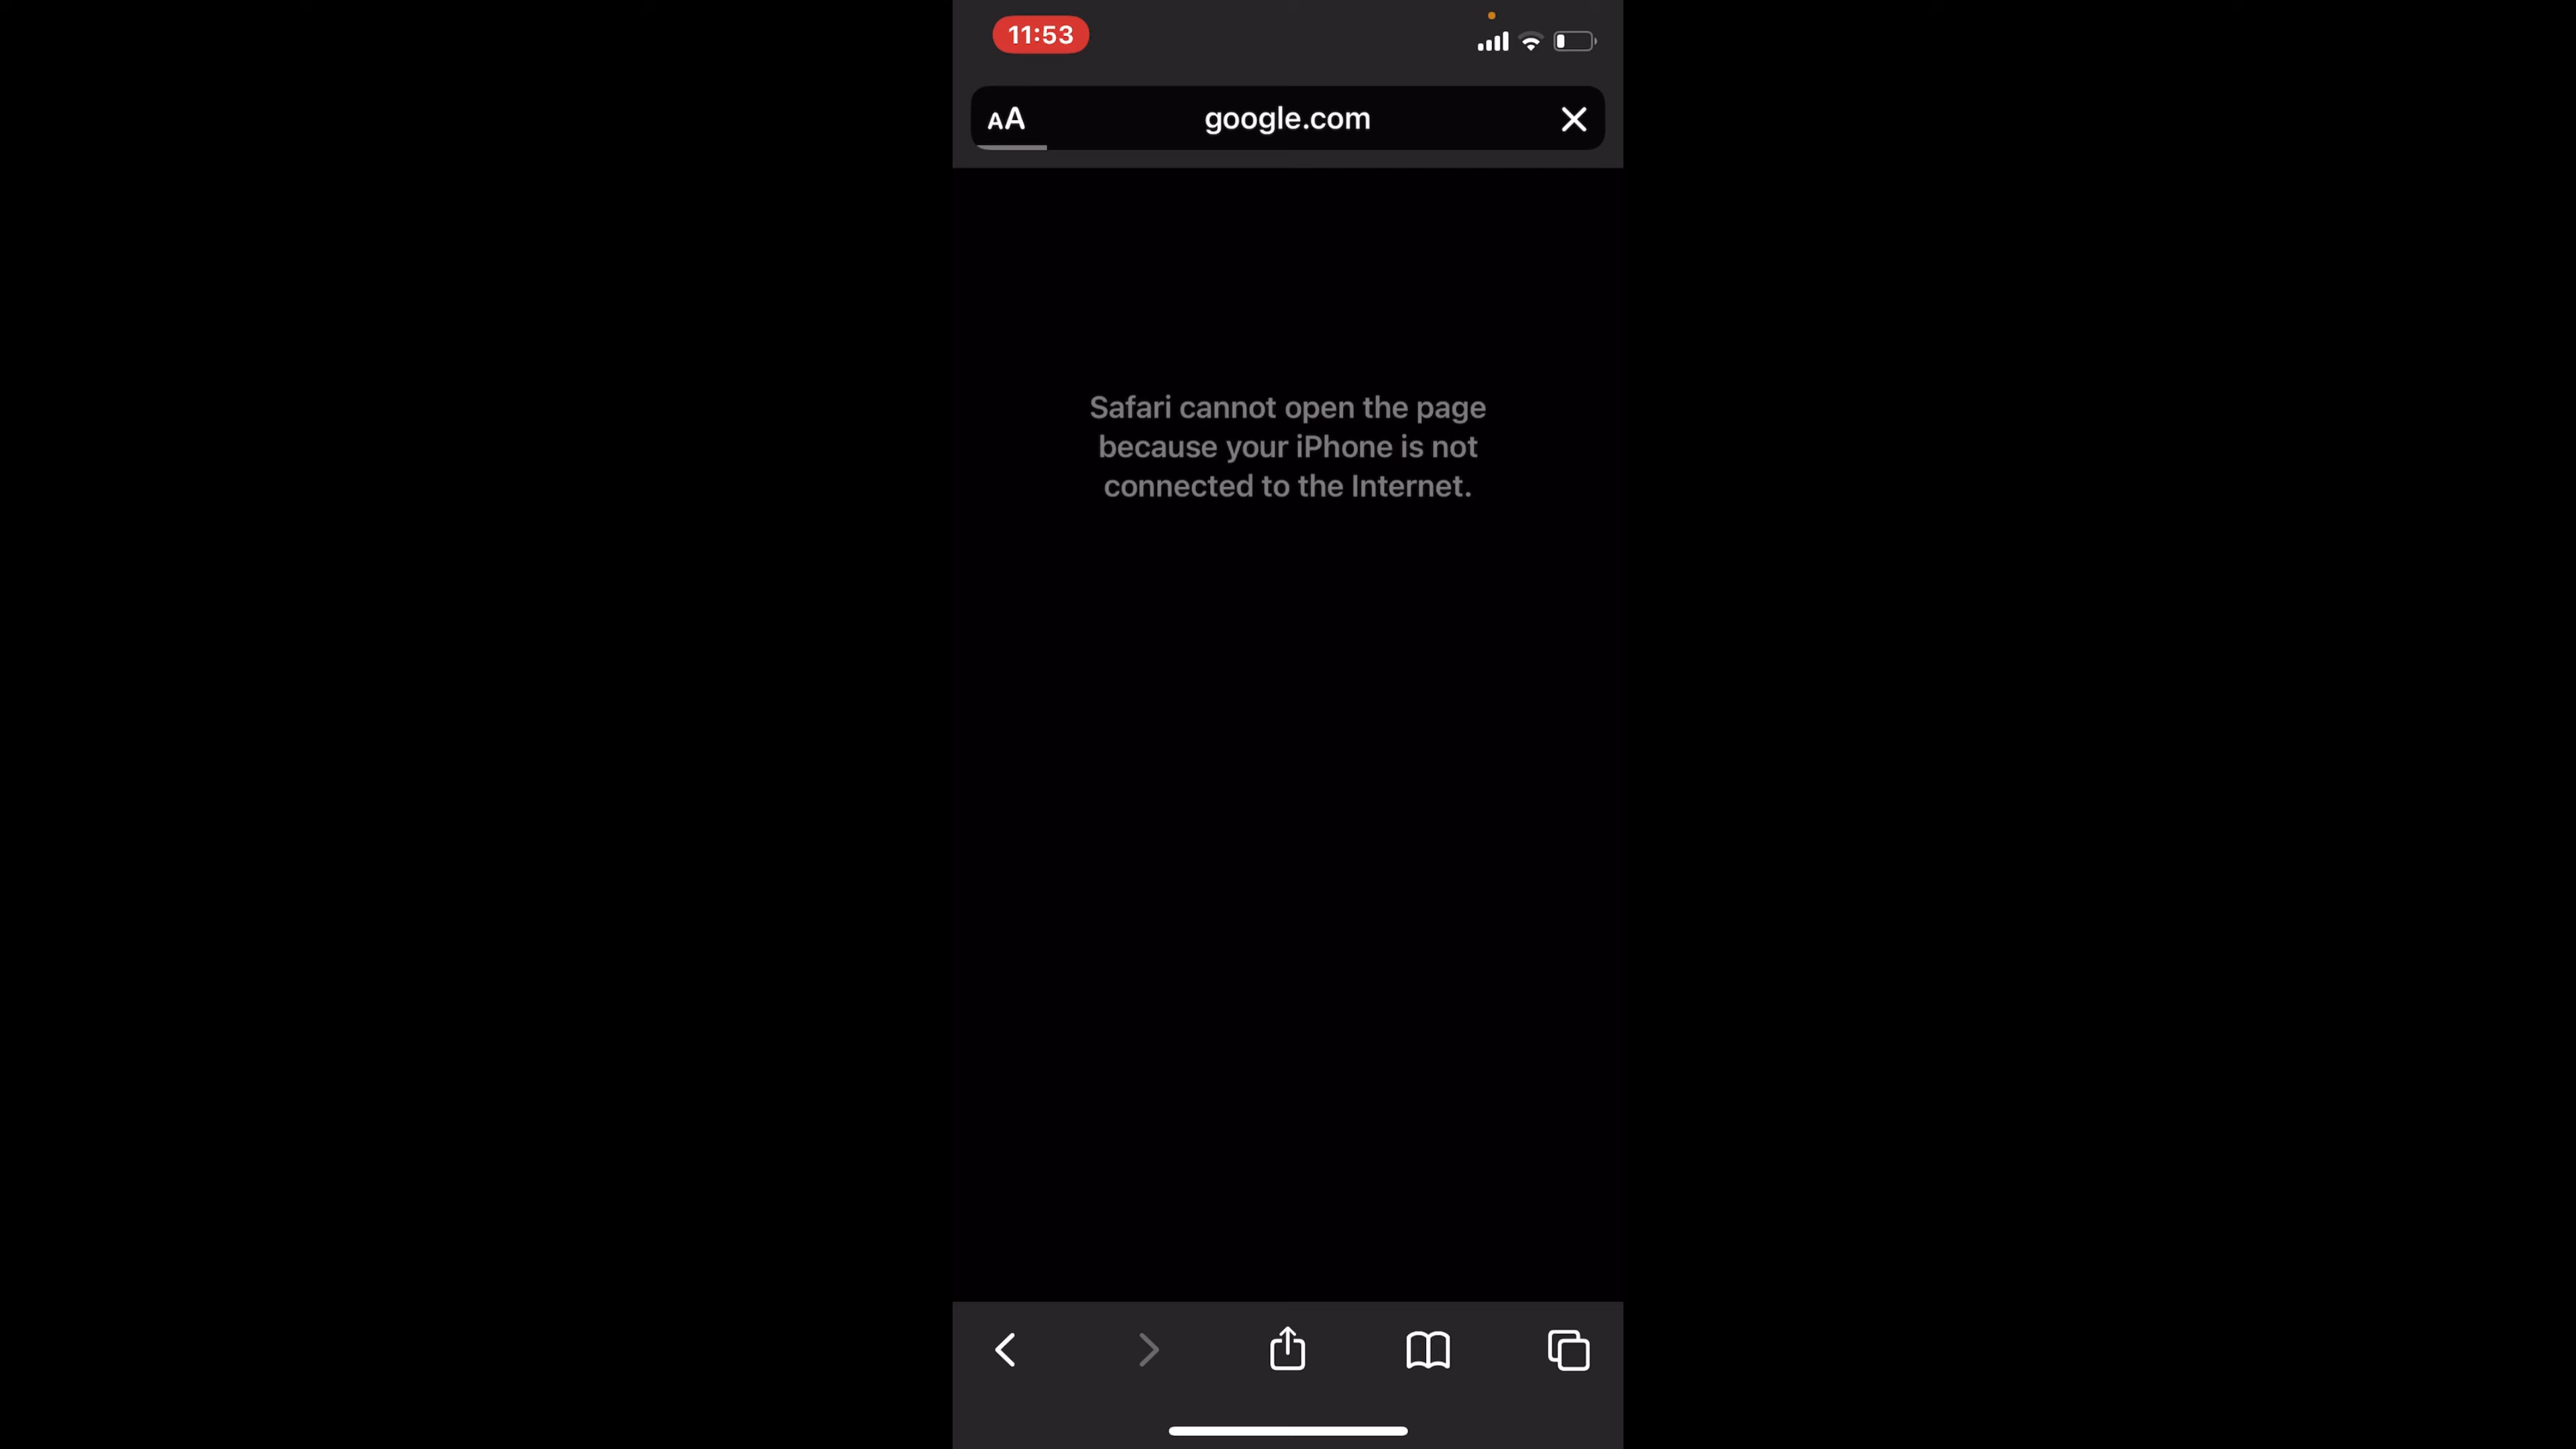 11:53
AA google.com
Safari cannot open the page
because your iPhone is not
connected to the Internet.